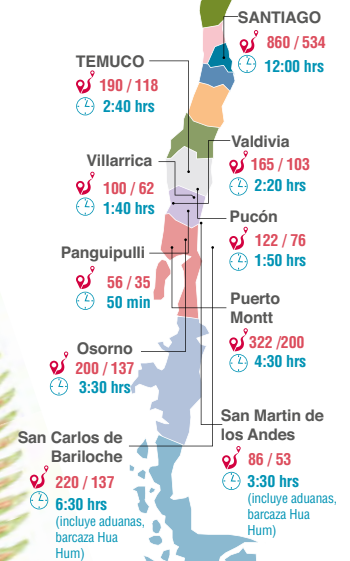 SANTIAGO
860 / 534
12:00 hrs
TEMUCO
190 / 118
2:40 hrs
Valdivia
165 / 103
2:20 hrs
Villarrica
100 / 62
1:40 hrs
Pucón
122 / 76
1:50 hrs
Panguipulli
56 / 35
50 min
Puerto
Montt
322 /200
4:30 hrs
Osorno
200 / 137
3:30 hrs
San Martin de
los Andes
86 / 53
3:30 hrs
(incluye aduanas,
barcaza Hua
Hum)
San Carlos de
Bariloche
220 / 137
6:30 hrs
(incluye aduanas,
barcaza Hua
Hum)